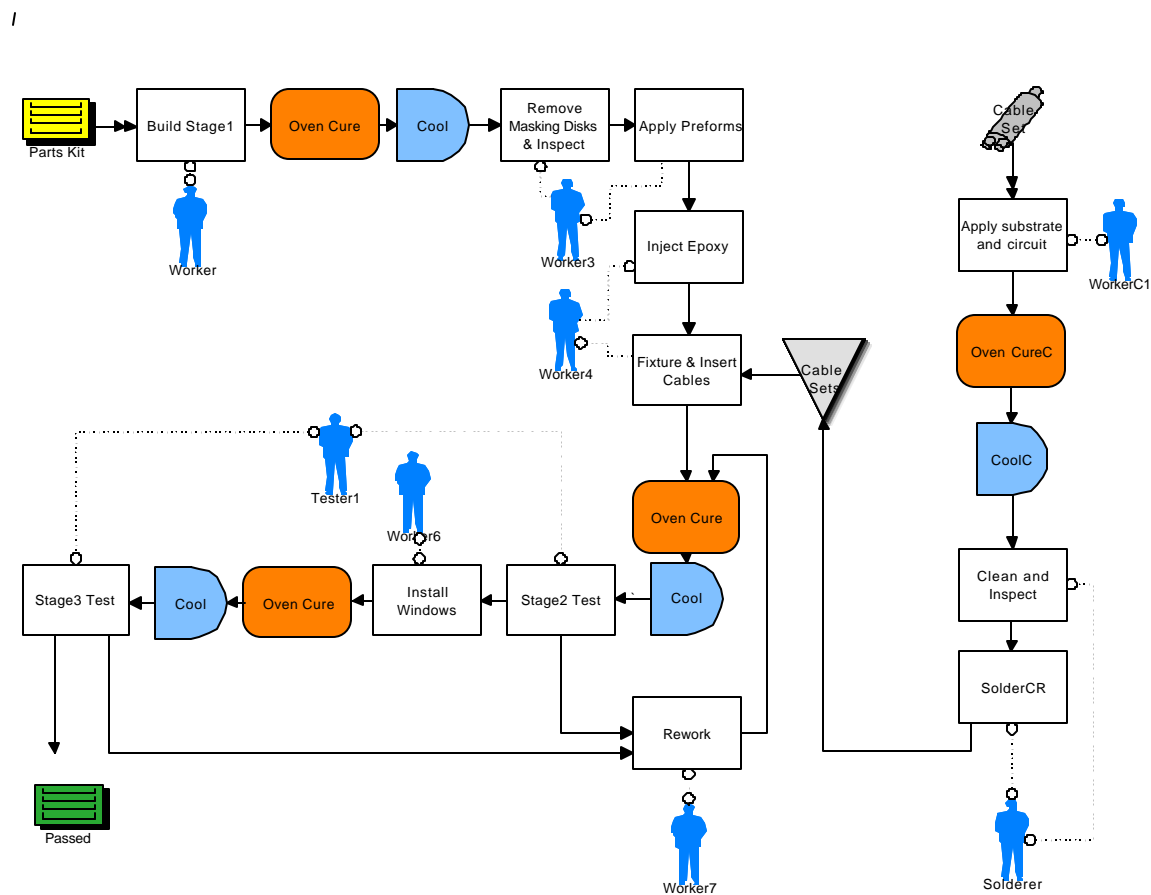 /
Parts Kit
Build Stage1
Oven Cure
Cool
Remove
Masking Disks
& Inspect
Apply Preforms
Worker
Worker3
Inject Epoxy
Worker4
Fixture & Insert
Cables
Cable
Sets
Cable
Set
Apply substrate
and circuit
WorkerC1
Oven CureC
CoolC
Clean and
Inspect
SolderCR
Solderer
Tester1
Worker6
Oven Cure
Cool
Stage2 Test
Install
Windows
Oven Cure
Cool
Stage3 Test
Rework
Worker7
Passed